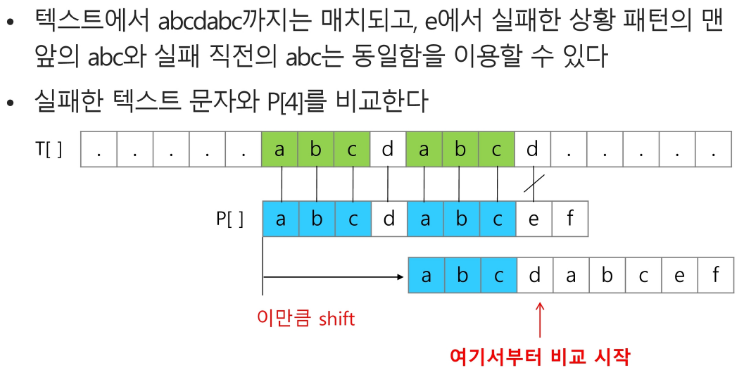 • 텍스트에서 abcdabc까지는 매치되고, e에서 실패한 상황 패턴의 맨
앞의 abc와 실패 직전의 abc는 동일함을 이용할 수 있다
• 실패한 텍스트 문자와 P[4]를 비교한다
T[ ] . . . . . a b c d a b c d . . . . .
P[ ] a b c d a b c e f
a b c d a b c e f
이만큼 shift
여기서부터 비교 시작